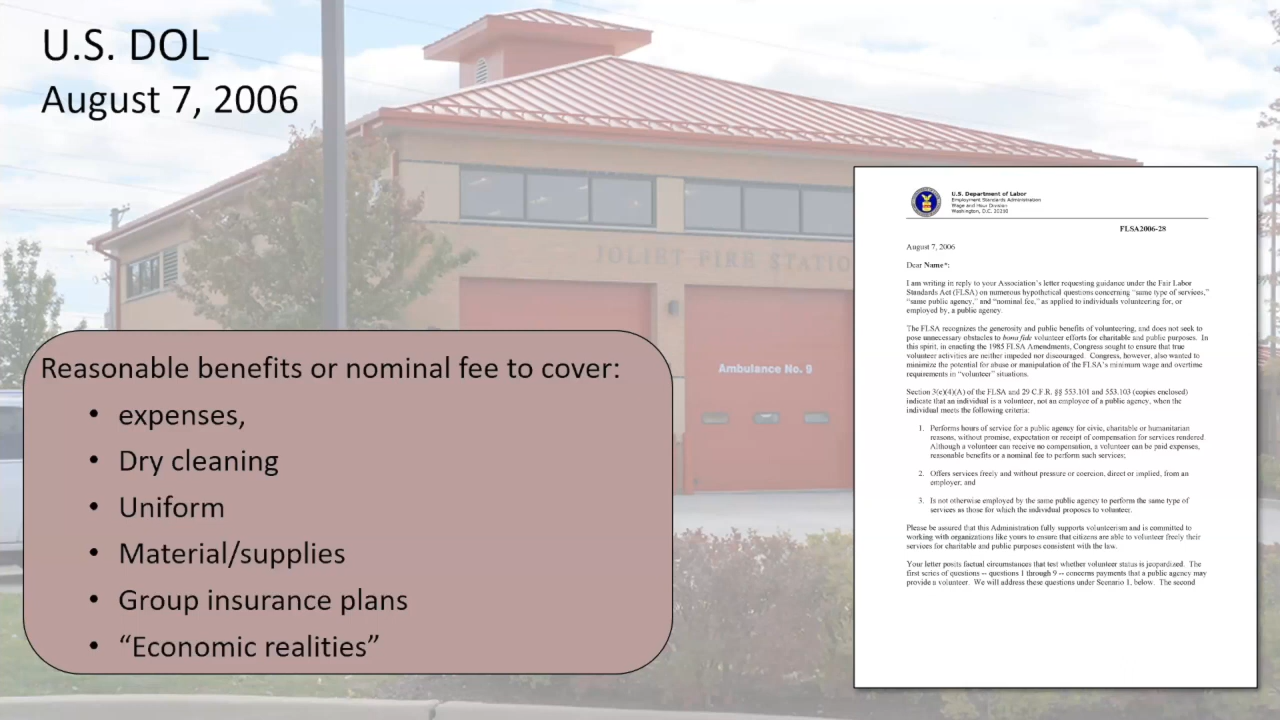 U.S. DOL
August 7, 2006
JOLIET FIRE STATIO
Ambulance No. 9
Reasonable benefits or nominal fee to cover:
• expenses,
• Dry cleaning
• Uniform
• Material/supplies
• Group insurance plans
• “Economic realities”
U.S. Department of Labor
Employment Standards Administration
Wage and Hour Division
Washington, D.C. 20210
FLSA2006-28
August 7, 2006
Dear Name*:
I am writing in reply to your Association’s letter requesting guidance under the Fair Labor
Standards Act (FLSA) on numerous hypothetical questions concerning “same type of services,”
“same public agency,” and “nominal fee,” as applied to individuals volunteering for, or
employed by, a public agency.
The FLSA recognizes the generosity and public benefits of volunteering, and does not seek to
pose unnecessary obstacles to bona fide volunteer efforts for charitable and public purposes. In
this spirit, in enacting the 1985 FLSA Amendments, Congress sought to ensure that true
volunteer activities are neither impeded nor discouraged. Congress, however, also wanted to
minimize the potential for abuse or manipulation of the FLSA’s minimum wage and overtime
requirements in “volunteer” situations.
Section 3(e)(4)(A) of the FLSA and 29 C.F.R. §§ 553.101 and 553.103 (copies enclosed)
indicate that an individual is a volunteer, not an employee of a public agency, when the
individual meets the following criteria:
1. Performs hours of service for a public agency for civic, charitable or humanitarian
reasons, without promise, expectation or receipt of compensation for services rendered.
Although a volunteer can receive no compensation, a volunteer can be paid expenses,
reasonable benefits or a nominal fee to perform such services;
2. Offers services freely and without pressure or coercion, direct or implied, from an
employer; and
3. Is not otherwise employed by the same public agency to perform the same type of
services as those for which the individual proposes to volunteer.
Please be assured that this Administration fully supports volunteerism and is committed to
working with organizations like yours to ensure that citizens are able to volunteer freely their
services for charitable and public purposes consistent with the law.
Your letter posits factual circumstances that test whether volunteer status is jeopardized. The
first series of questions -- questions 1 through 9 -- concerns payments that a public agency may
provide a volunteer. We will address these questions under Scenario 1, below. The second